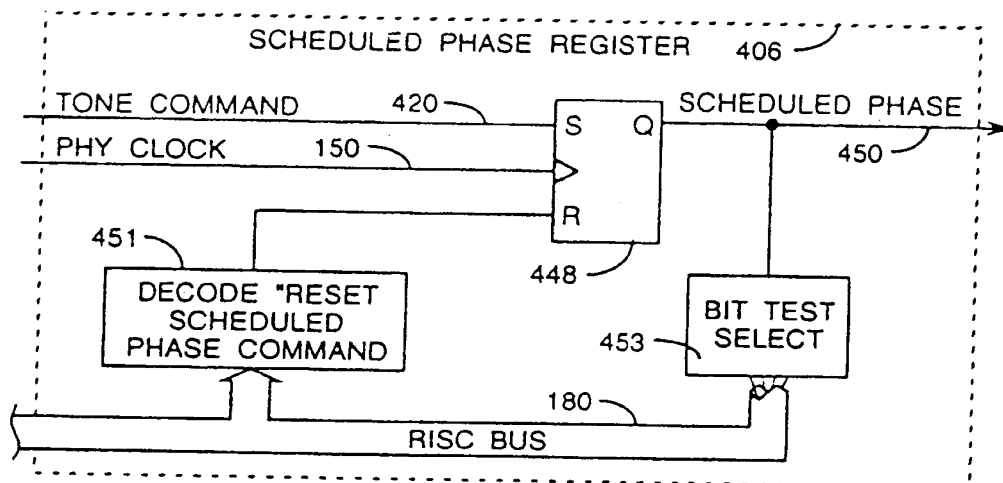 SCHEDULED PHASE REGISTER
406
TONE COMMAND
420
SCHEDULED PHASE
S Q
PHY CLOCK
150
450
R
451
448
DECODE "RESET
SCHEDULED
PHASE COMMAND
BIT TEST
SELECT
453
180
RISC BUS